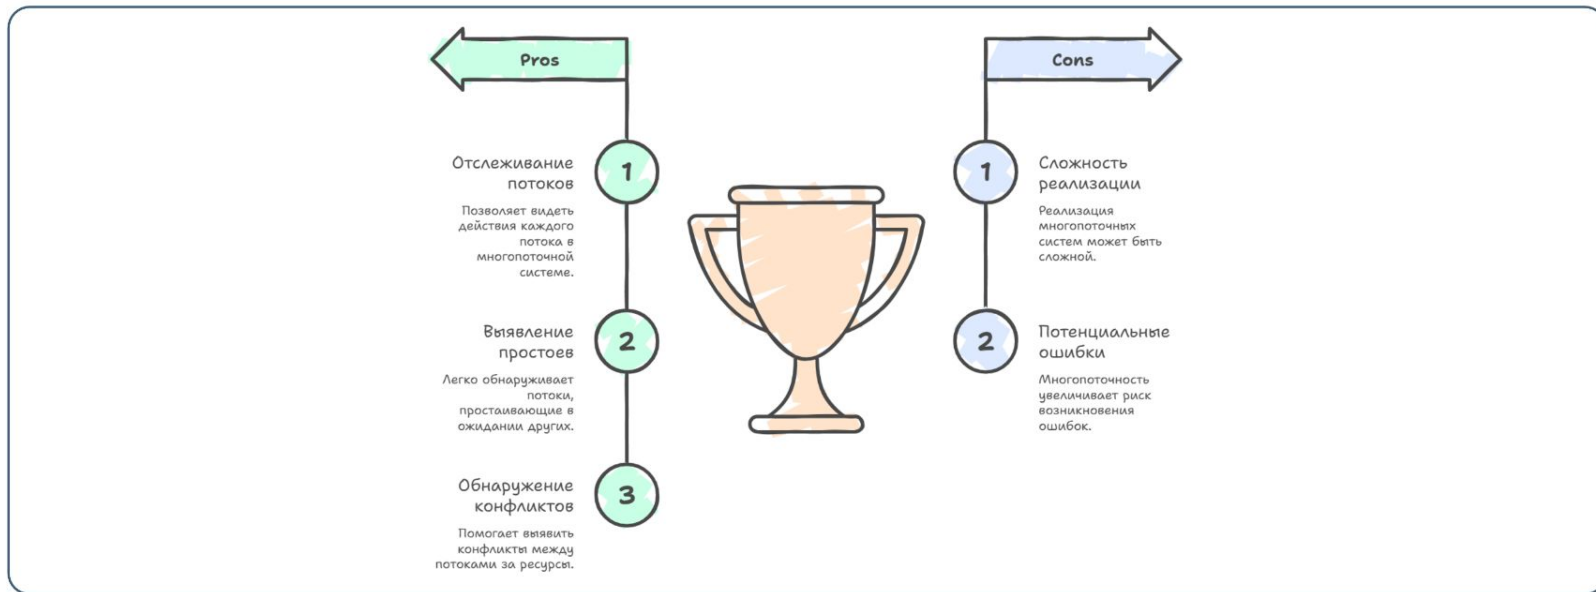 Pros
1
Отслеживание
потоков
Позволяет видеть
действия каждого
потока в
многопоточной
системе.
2
Выявление
простоев
Легко обнаруживает
потоки,
простаивающие в
ожидании других.
3
Обнаружение
конфликтов
Помогает выявить
конфликты между
потоками за ресурсы.
Cons
1
Сложность
реализации
Реализация
многопоточных
систем может быть
сложной.
2
Потенциальные
ошибки
Многопоточность
увеличивает риск
возникновения
ошибок.